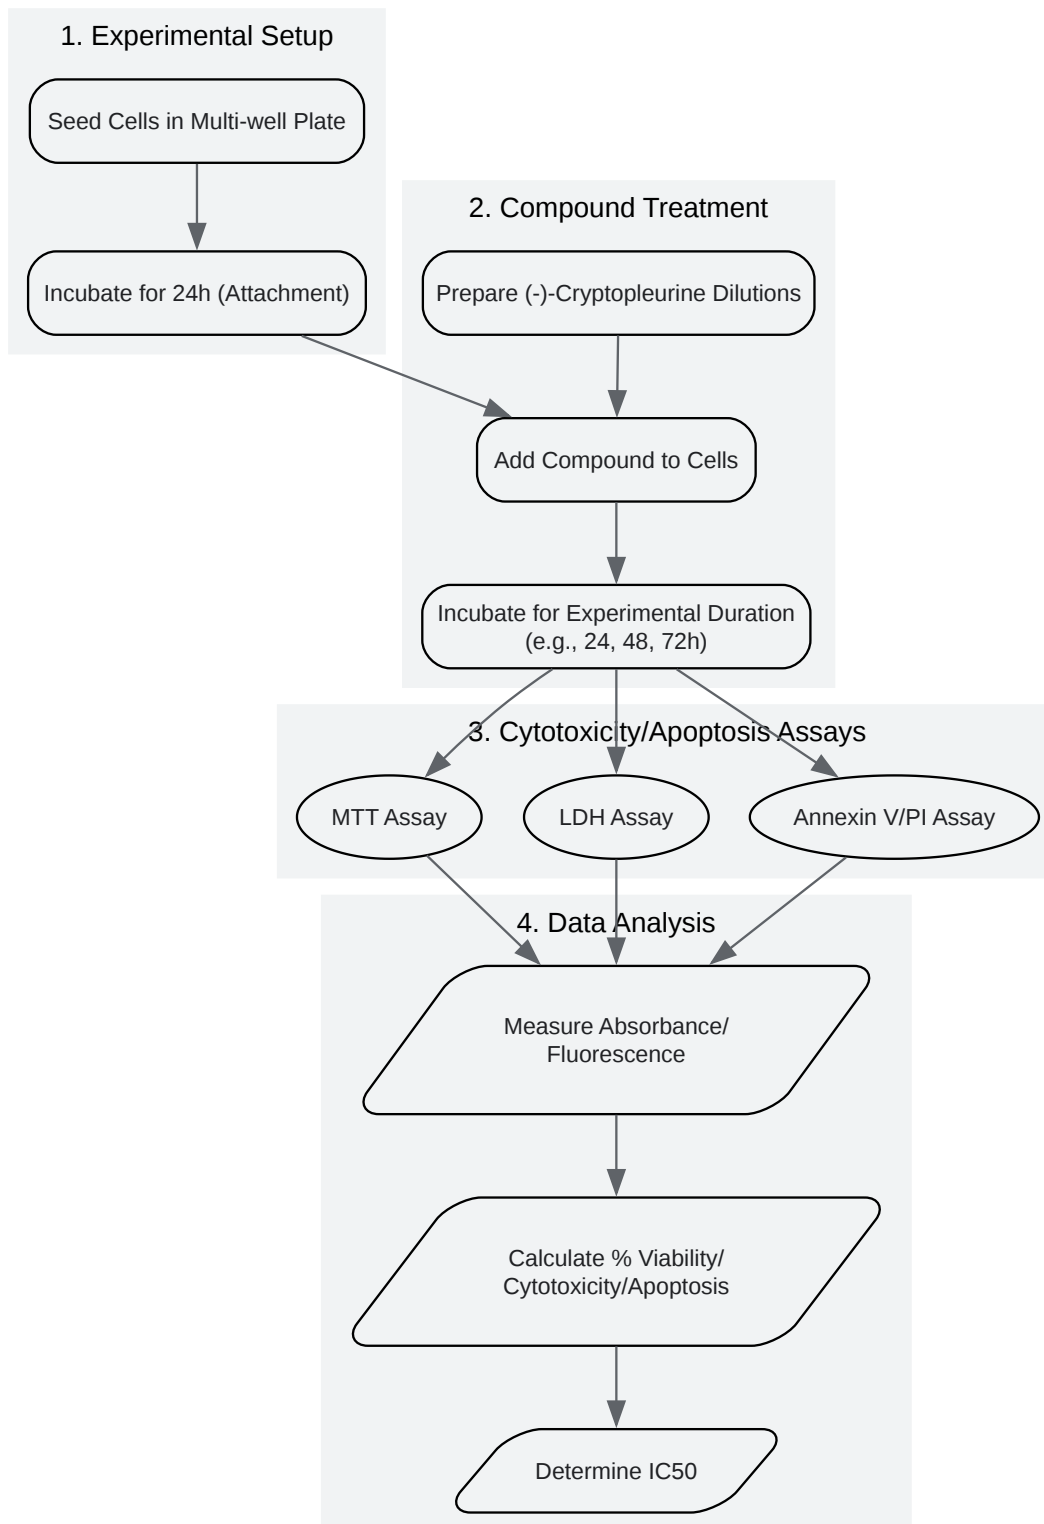 1. Experimental Setup
Seed Cells in Multi-well Plate
Incubate for 24h (Attachment)
2. Compound Treatment
Prepare (-)-Cryptopleurine Dilutions
Add Compound to Cells
Incubate for Experimental Duration
(e.g., 24, 48, 72h)
3. Cytotoxicity/Apoptosis Assays
MTT Assay
LDH Assay
Annexin V/PI Assay
4. Data Analysis
Measure Absorbance/
Fluorescence
Calculate % Viability/
Cytotoxicity/Apoptosis
Determine IC50